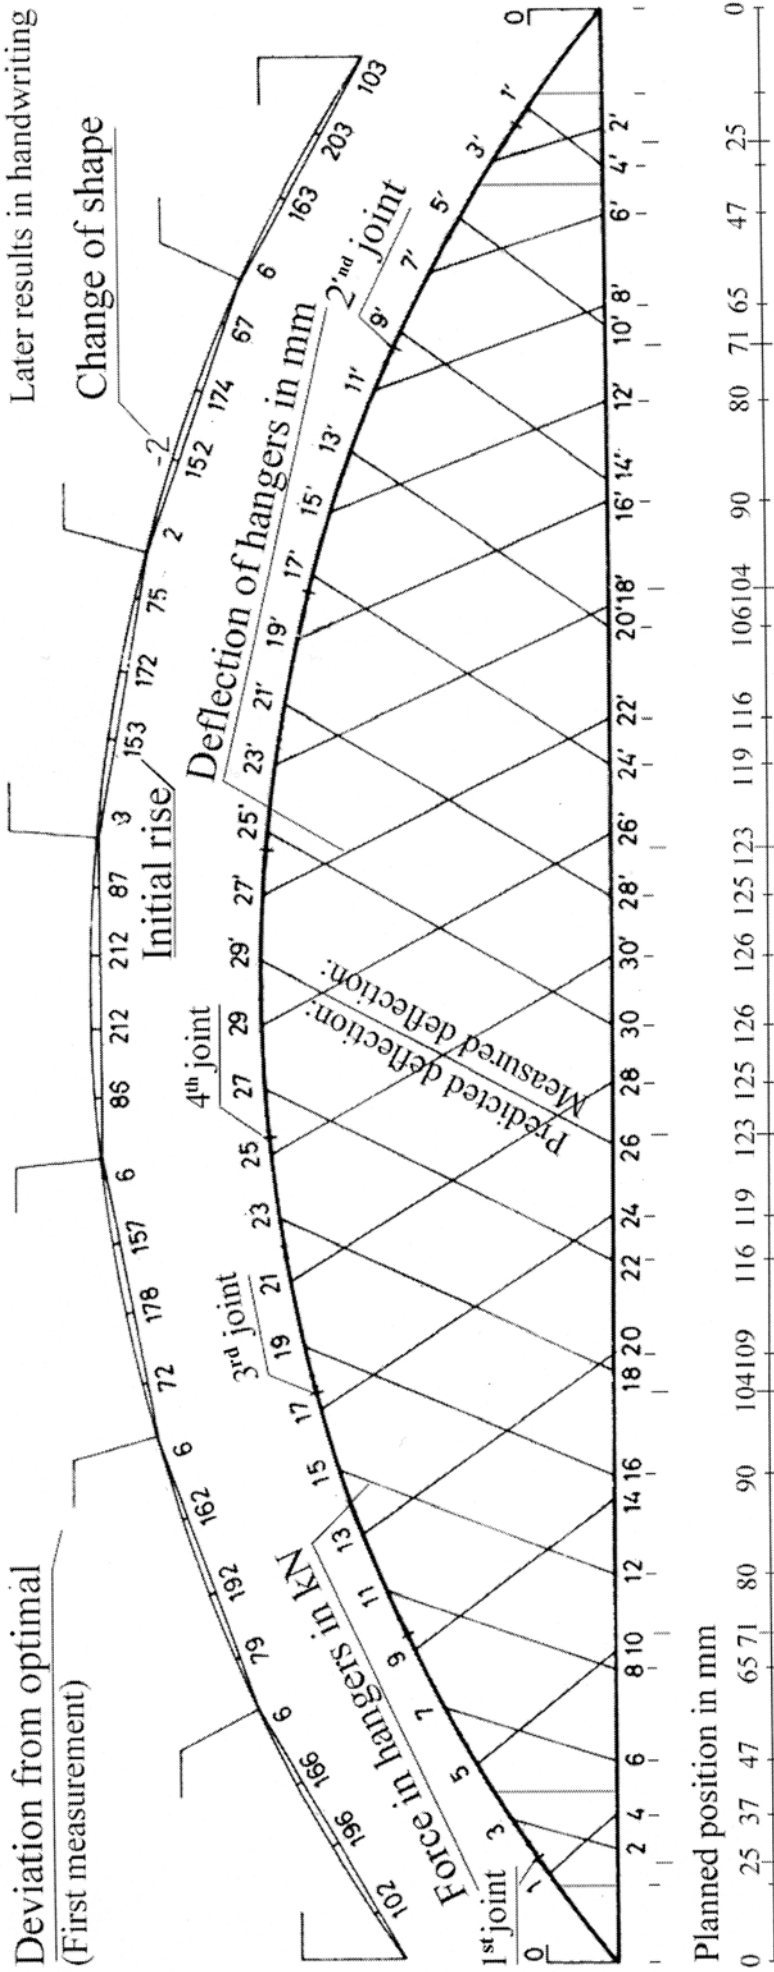 Deviation from optimal
(First measurement)
Later results in handwriting
Change of shape
-2
102 196 166 6 79 192 162 6 72 178 157 6 86 212 212 87 3 153 172 75 2 152 174 67 6 163 203 103
Initial rise
Force in hangers in kN
Deflection of hangers in mm
1st joint
3rd joint
4th joint
2'nd joint
0 1 3 5 7 9 11 13 15 17 19 21 23 25 27 29 29' 27' 25' 23' 21' 19' 17' 15' 13' 11' 9' 7' 5' 3' 1' 0
Predicted deflection:
Measured deflection:
2 4 6 8 10 12 14 16 18 20 22 24 26 28 30 30' 28' 26' 24' 22' 20'18' 16' 14' 12' 10' 8' 6' 4' 2'
Planned position in mm
0 25 37 47 65 71 80 90 104109 116 119 123 125 126 126 125 123 119 116 106104 90 80 71 65 47 25 0